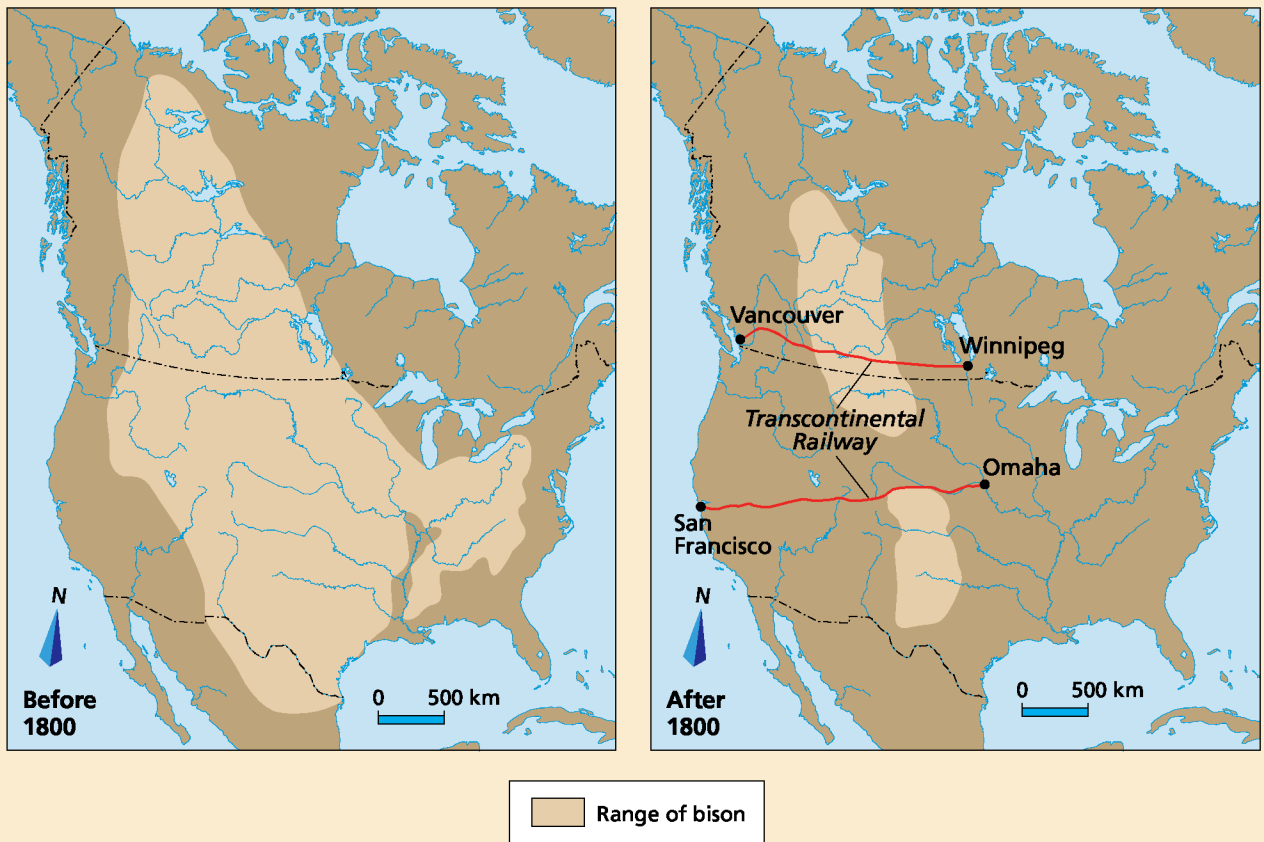 N
Before
1800
0 500 km
Vancouver
Winnipeg
Transcontinental
Railway
Omaha
San
Francisco
N
After
1800
0 500 km
Range of bison